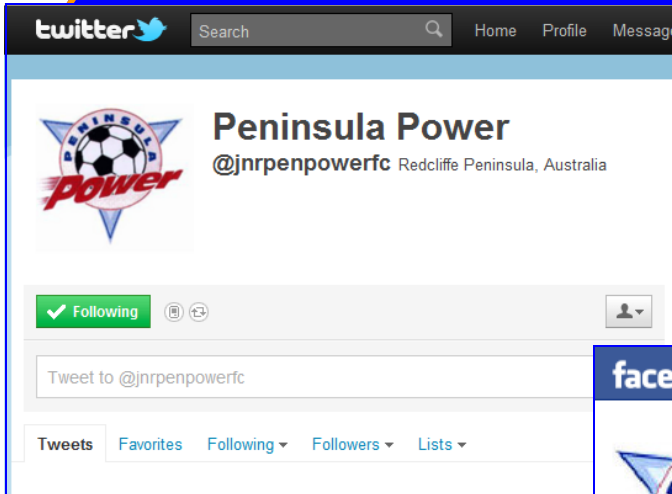 twitter Search Home Profile Messag
PENINSULA
Power
Peninsula Power
@jnrpenpowerfc Redcliffe Peninsula, Australia
Following
Tweet to @jnrpenpowerfc
face
Tweets Favorites Following Followers Lists